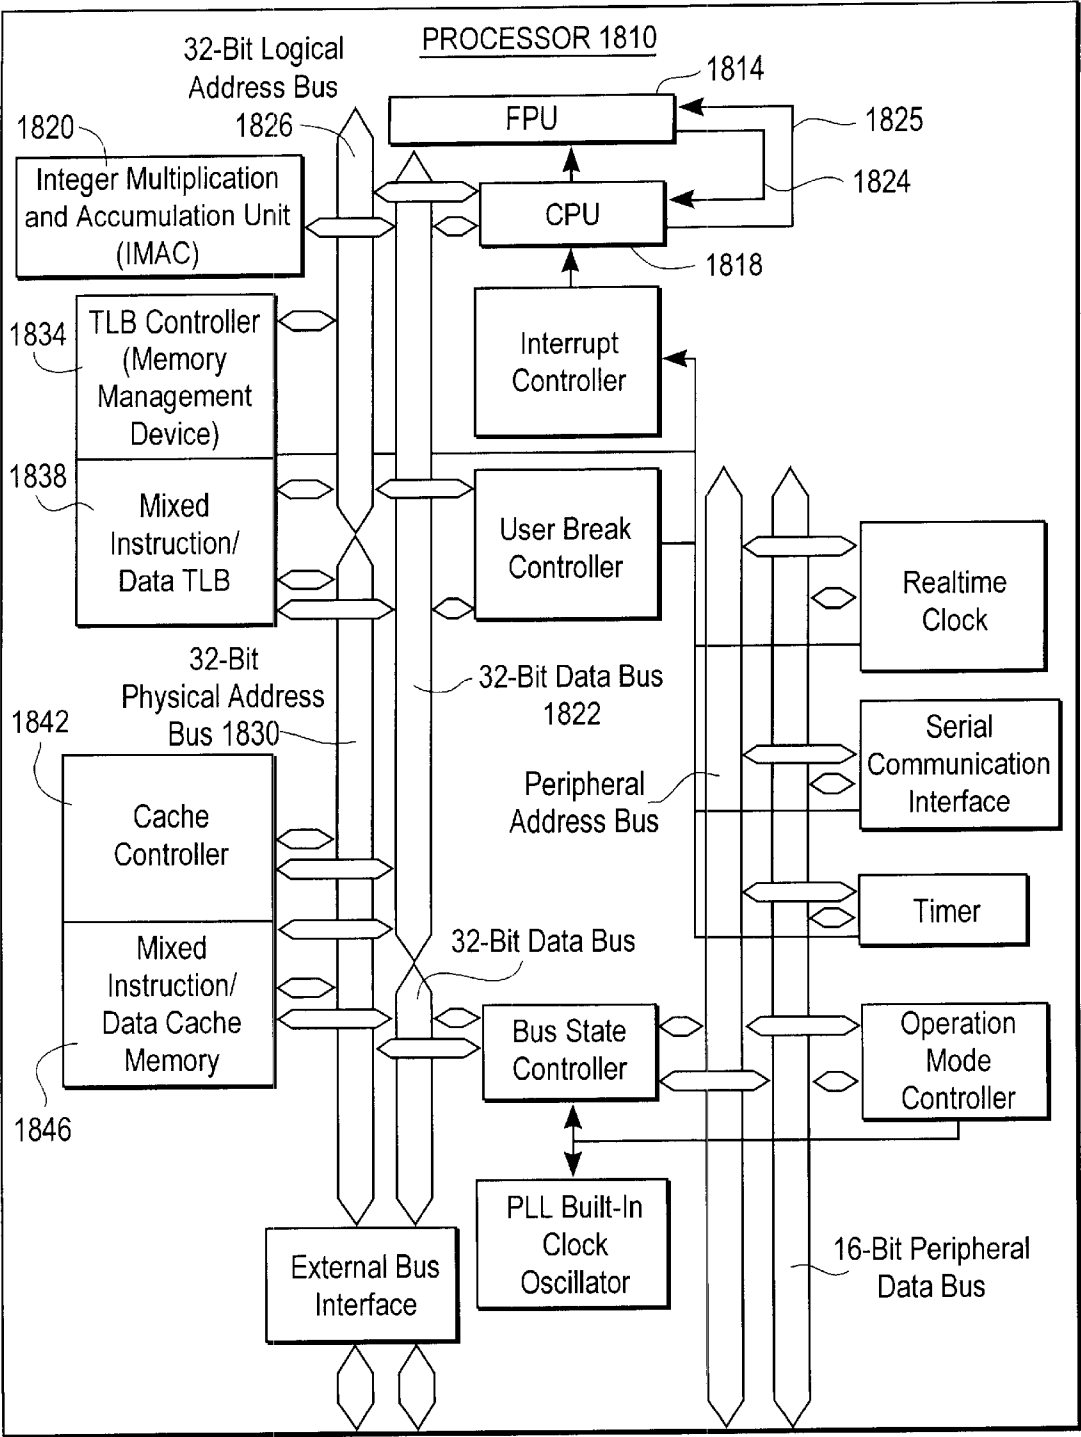 PROCESSOR 1810
32-Bit Logical
Address Bus
1826
1814
FPU
1825
1824
1820
Integer Multiplication
and Accumulation Unit
(IMAC)
CPU
1818
1834
TLB Controller
(Memory
Management
Device)
Interrupt
Controller
1838
Mixed
Instruction/
Data TLB
User Break
Controller
Realtime
Clock
32-Bit
Physical Address
Bus 1830
32-Bit Data Bus
1822
1842
Cache
Controller
Peripheral
Address Bus
Serial
Communication
Interface
Timer
32-Bit Data Bus
Mixed
Instruction/
Data Cache
Memory
1846
Bus State
Controller
Operation
Mode
Controller
PLL Built-In
Clock
Oscillator
External Bus
Interface
16-Bit Peripheral
Data Bus